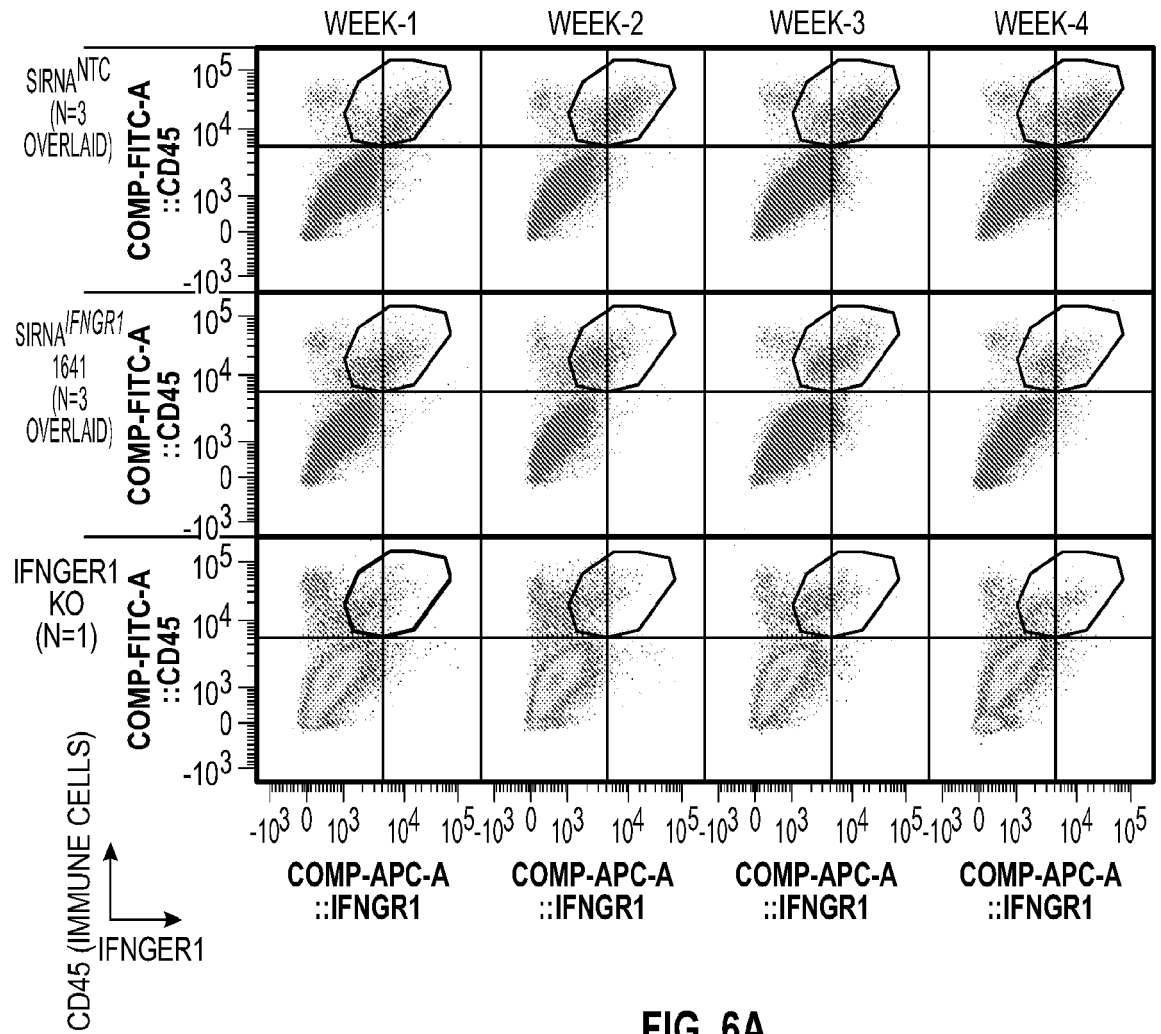 WEEK-1 WEEK-2 WEEK-3 WEEK-4
SIRNA^NTC
(N=3
OVERLAID)
COMP-FITC-A
::CD45
10^5
10^4
10^3
0
-10^3
SIRNA^IFNGR1
1641
(N=3
OVERLAID)
COMP-FITC-A
::CD45
10^5
10^4
10^3
0
-10^3
IFNGER1
KO
(N=1)
COMP-FITC-A
::CD45
10^5
10^4
10^3
0
-10^3
-10^3 0 10^3 10^4 10^5 -10^3 0 10^3 10^4 10^5 -10^3 0 10^3 10^4 10^5 -10^3 0 10^3 10^4 10^5
COMP-APC-A COMP-APC-A COMP-APC-A COMP-APC-A
::IFNGR1 ::IFNGR1 ::IFNGR1 ::IFNGR1
CD45 (IMMUNE CELLS)
IFNGER1
FIG. 6A